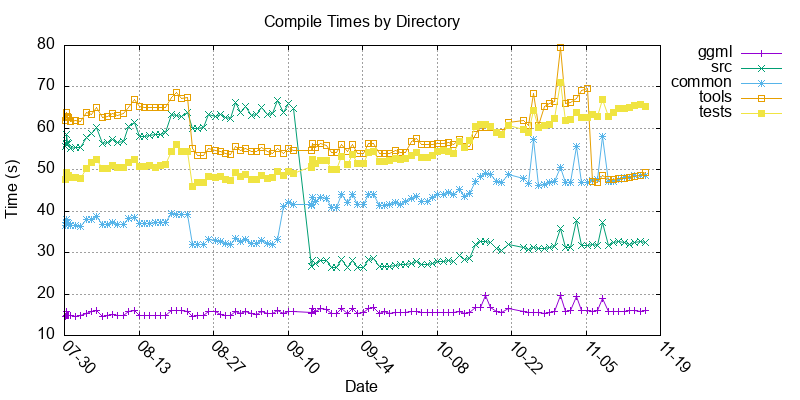 Compile Times by Directory
ggml
src
common
tools
tests
Time (s)
80
70
60
50
40
30
20
10
07-30
08-13
08-27
09-10
09-24
10-08
10-22
11-05
11-19
Date